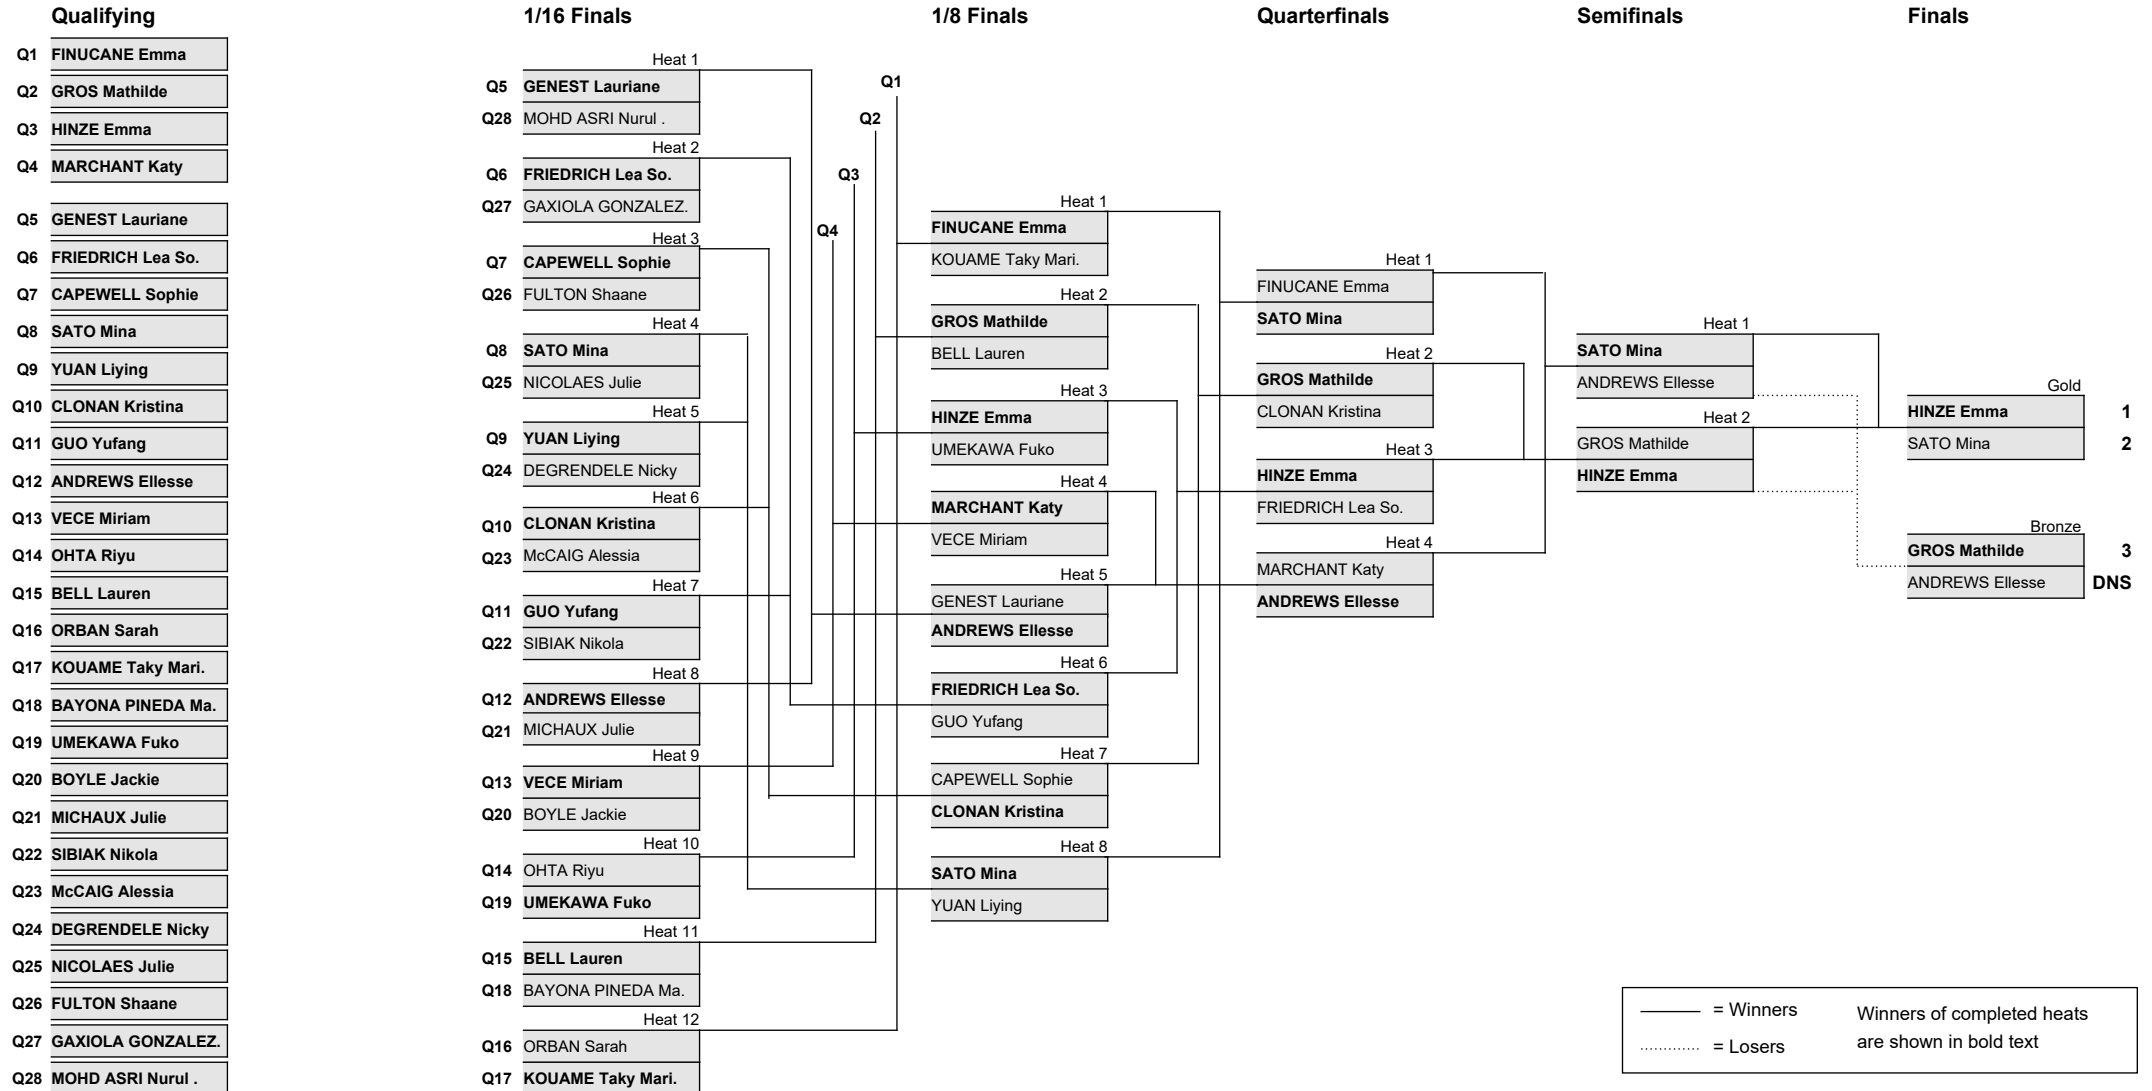 Qualifying
Q1 FINUCANE Emma
Q2 GROS Mathilde
Q3 HINZE Emma
Q4 MARCHANT Katy
Q5 GENEST Lauriane
Q6 FRIEDRICH Lea So.
Q7 CAPEWELL Sophie
Q8 SATO Mina
Q9 YUAN Liying
Q10 CLONAN Kristina
Q11 GUO Yufang
Q12 ANDREWS Ellesse
Q13 VECE Miriam
Q14 OHTA Riyu
Q15 BELL Lauren
Q16 ORBAN Sarah
Q17 KOUAME Taky Mari.
Q18 BAYONA PINEDA Ma.
Q19 UMEKAWA Fuko
Q20 BOYLE Jackie
Q21 MICHAUX Julie
Q22 SIBIAK Nikola
Q23 McCAIG Alessia
Q24 DEGRENDELE Nicky
Q25 NICOLAES Julie
Q26 FULTON Shaane
Q27 GAXIOLA GONZALEZ.
Q28 MOHD ASRI Nurul .
1/16 Finals
Heat 1
Q5 GENEST Lauriane
Q28 MOHD ASRI Nurul .
Heat 2
Q6 FRIEDRICH Lea So.
Q27 GAXIOLA GONZALEZ.
Heat 3
Q7 CAPEWELL Sophie
Q26 FULTON Shaane
Heat 4
Q8 SATO Mina
Q25 NICOLAES Julie
Heat 5
Q9 YUAN Liying
Q24 DEGRENDELE Nicky
Heat 6
Q10 CLONAN Kristina
Q23 McCAIG Alessia
Heat 7
Q11 GUO Yufang
Q22 SIBIAK Nikola
Heat 8
Q12 ANDREWS Ellesse
Q21 MICHAUX Julie
Heat 9
Q13 VECE Miriam
Q20 BOYLE Jackie
Heat 10
Q14 OHTA Riyu
Q19 UMEKAWA Fuko
Heat 11
Q15 BELL Lauren
Q18 BAYONA PINEDA Ma.
Heat 12
Q16 ORBAN Sarah
Q17 KOUAME Taky Mari.
1/8 Finals
Q1
Q2
Q3
Q4
Heat 1
FINUCANE Emma
KOUAME Taky Mari.
Heat 2
GROS Mathilde
BELL Lauren
Heat 3
HINZE Emma
UMEKAWA Fuko
Heat 4
MARCHANT Katy
VECE Miriam
Heat 5
GENEST Lauriane
ANDREWS Ellesse
Heat 6
FRIEDRICH Lea So.
GUO Yufang
Heat 7
CAPEWELL Sophie
CLONAN Kristina
Heat 8
SATO Mina
YUAN Liying
Quarterfinals
Heat 1
FINUCANE Emma
SATO Mina
Heat 2
GROS Mathilde
CLONAN Kristina
Heat 3
HINZE Emma
FRIEDRICH Lea So.
Heat 4
MARCHANT Katy
ANDREWS Ellesse
Semifinals
Heat 1
SATO Mina
ANDREWS Ellesse
Heat 2
GROS Mathilde
HINZE Emma
Finals
Gold
HINZE Emma 1
SATO Mina 2
Bronze
GROS Mathilde 3
ANDREWS Ellesse DNS
= Winners
= Losers
Winners of completed heats
are shown in bold text